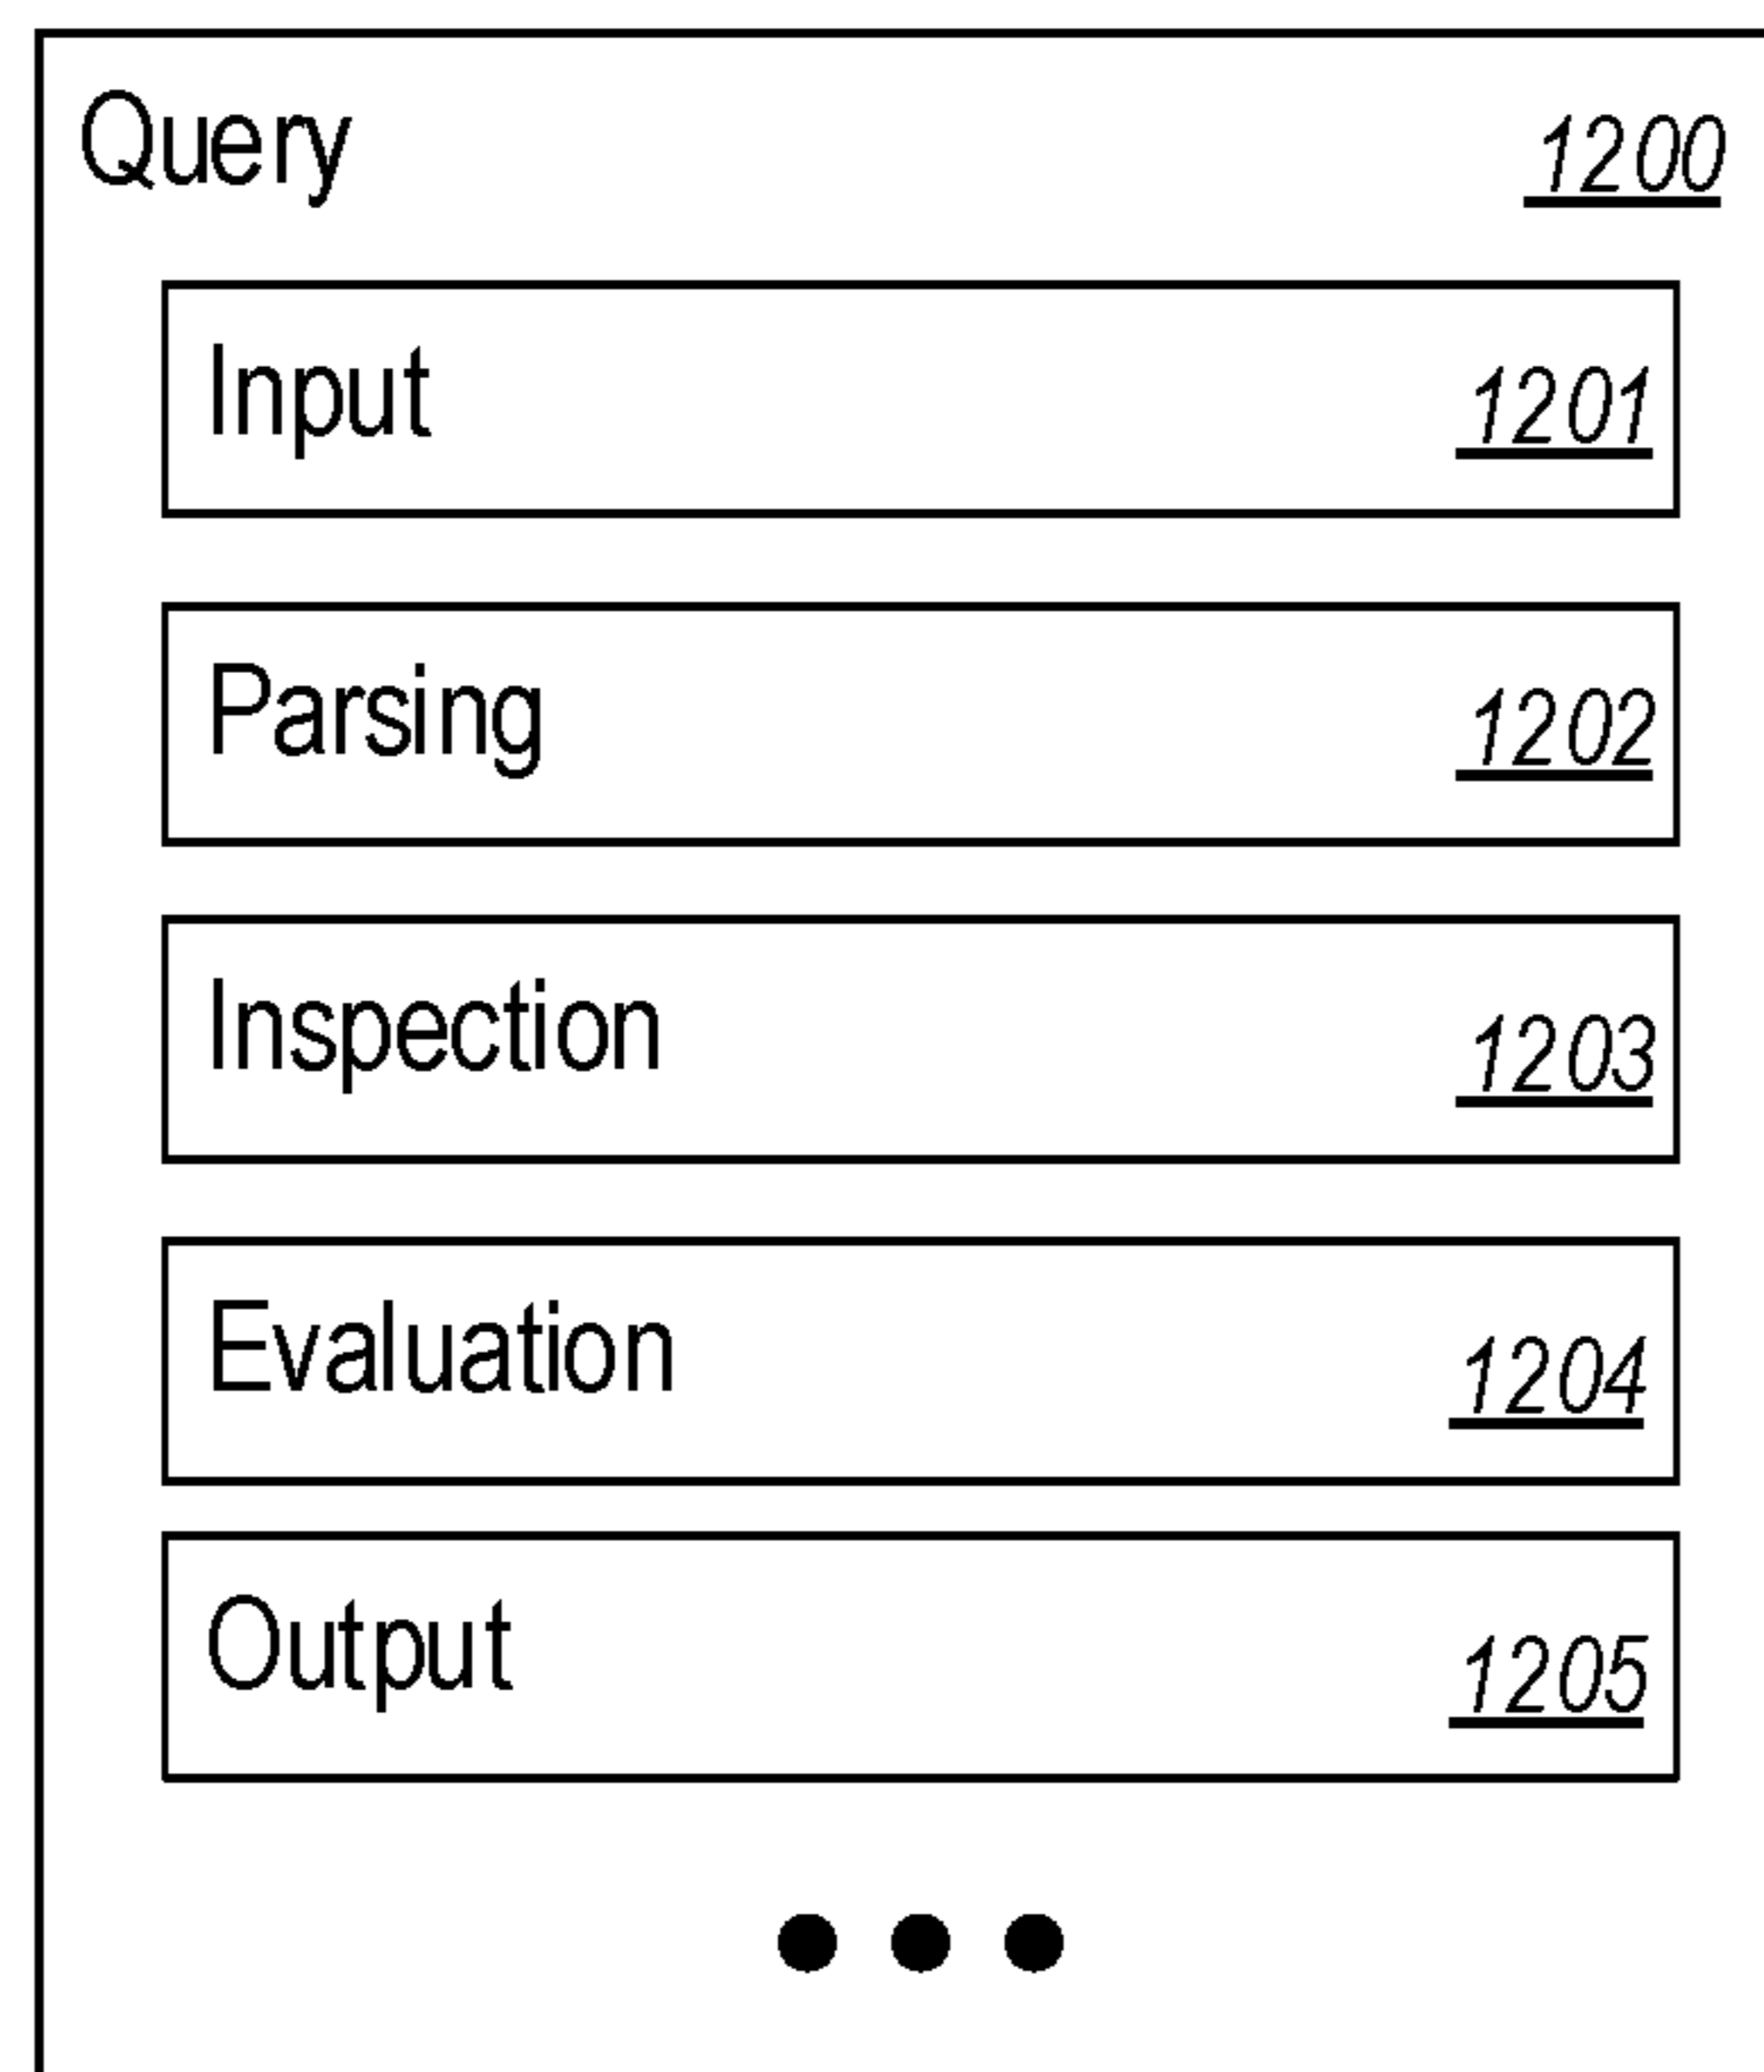 Query 1200
Input 1201
Parsing 1202
Inspection 1203
Evaluation 1204
Output 1205